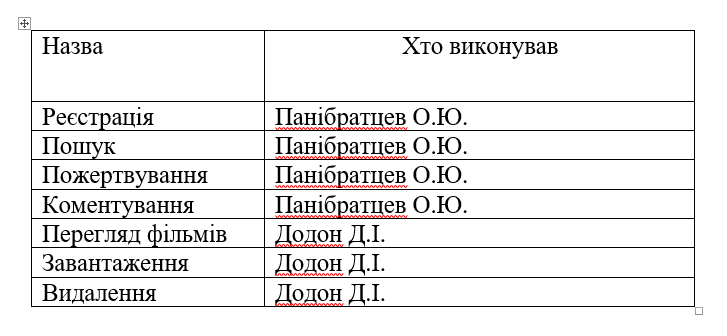 Назва Хто виконував
Реєстрація Панібратцев О.Ю.
Пошук Панібратцев О.Ю.
Пожертвування Панібратцев О.Ю.
Коментування Панібратцев О.Ю.
Перегляд фільмів Додон Д.І.
Завантаження Додон Д.І.
Видалення Додон Д.І.